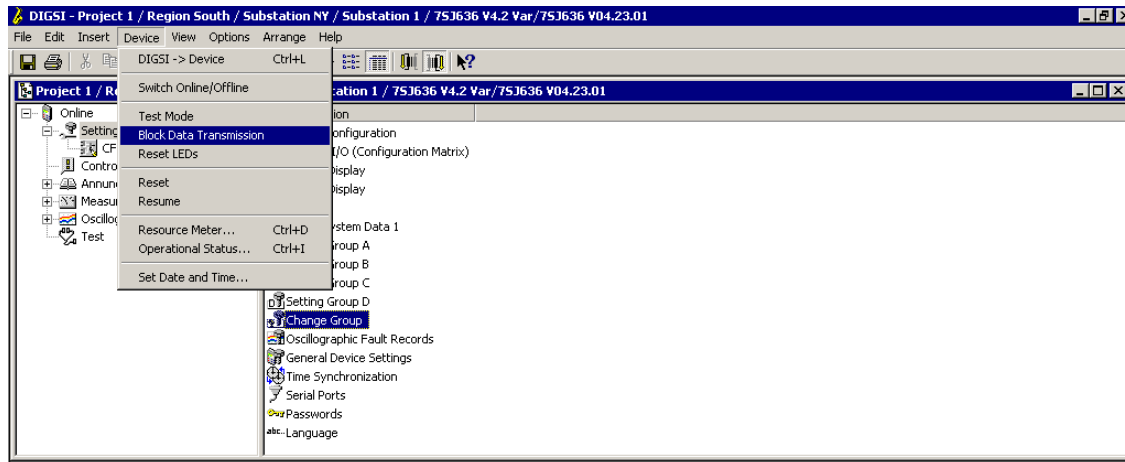 DIGSI - Project 1 / Region South / Substation NY / Substation 1 / 7SJ636 V4.2 Var/7SJ636 V04.23.01
File Edit Insert Device View Options Arrange Help
DIGSI -> Device Ctrl+L
Switch Online/Offline
Test Mode
Block Data Transmission
Reset LEDs
Reset
Resume
Resource Meter... Ctrl+D
Operational Status... Ctrl+I
Set Date and Time...
Project 1 / Re
ation 1 / 7SJ636 V4.2 Var/7SJ636 V04.23.01
Online
Setting
CF
Contro
Annun
Measur
Oscillog
Test
ion
onfiguration
I/O (Configuration Matrix)
Display
Display
ystem Data 1
Group A
Group B
Group C
Setting Group D
Change Group
Oscillographic Fault Records
General Device Settings
Time Synchronization
Serial Ports
Passwords
abc Language